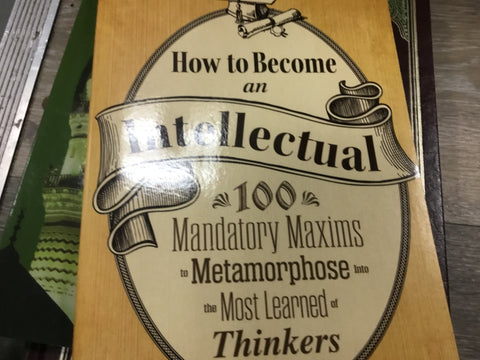 How to Become
an
Intellectual
100
Mandatory Maxims
to Metamorphose Into
the Most Learned of
Thinkers